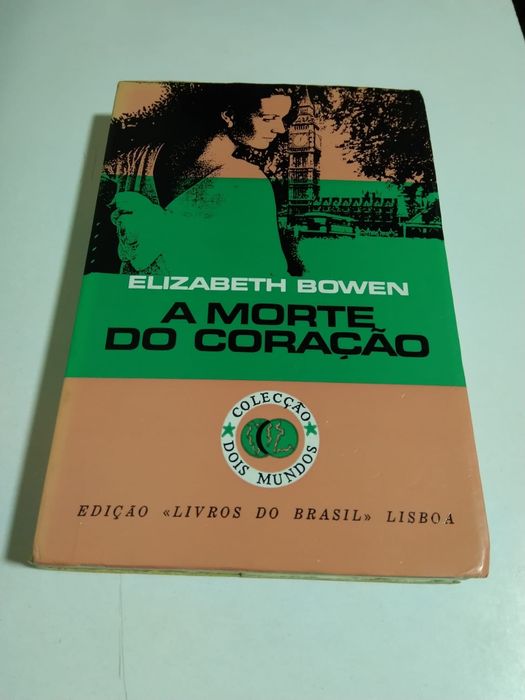 ELIZABETH BOWEN
A MORTE
DO CORAÇÃO
COLECÇÃO
DOIS MUNDOS
EDIÇÃO «LIVROS DO BRASIL» LISBOA